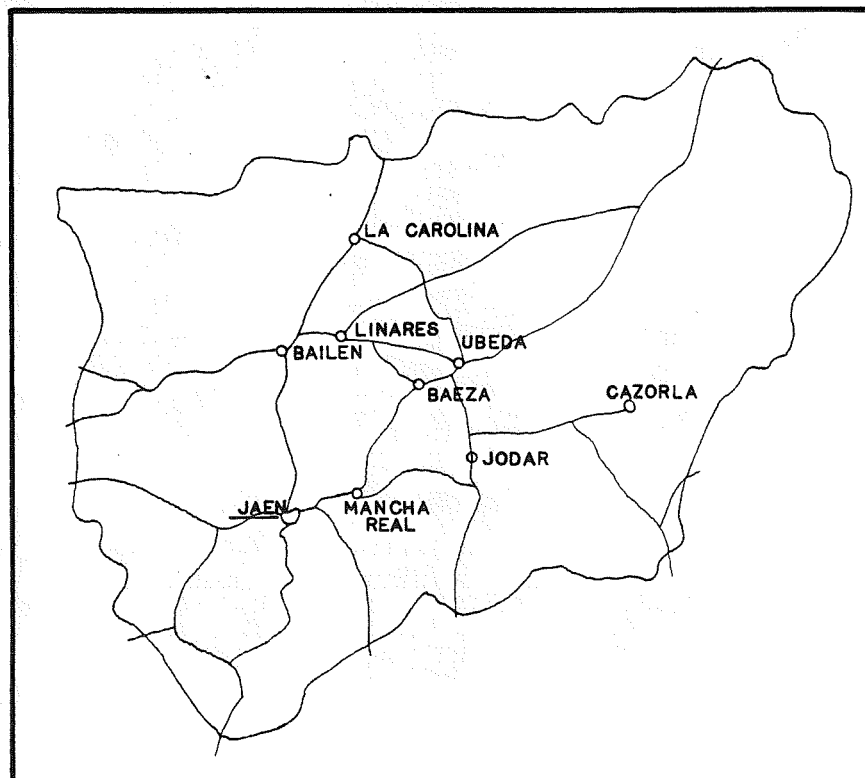 LA CAROLINA
LINARES
UBEDA
BAILEN
BAEZA
CAZORLA
JODAR
JAEN
MANCHA
REAL